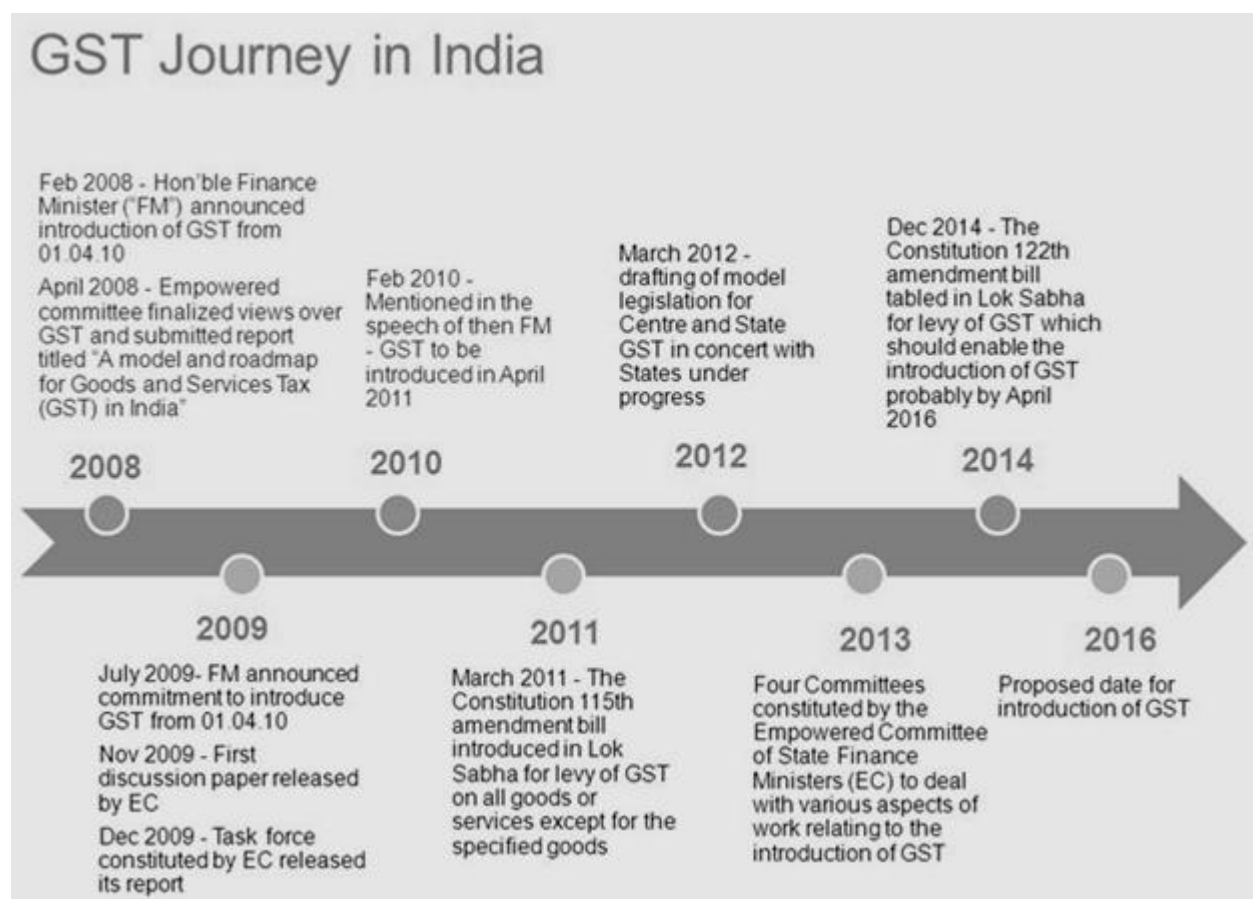 GST Journey in India
Feb 2008 - Hon'ble Finance
Minister ("FM") announced
introduction of GST from
01.04.10
April 2008 - Empowered
committee finalized views over
GST and submitted report
titled "A model and roadmap
for Goods and Services Tax
(GST) in India"
2008
July 2009- FM announced
commitment to introduce
GST from 01.04.10
Nov 2009 - First
discussion paper released
by EC
Dec 2009 - Task force
constituted by EC released
its report
2009
Feb 2010 -
Mentioned in the
speech of then FM
- GST to be
introduced in April
2011
2010
2011
March 2011 - The
Constitution 115th
amendment bill
introduced in Lok
Sabha for levy of GST
on all goods or
services except for the
specified goods
March 2012 -
drafting of model
legislation for
Centre and State
GST in concert with
States under
progress
2012
2013
Four Committees
constituted by the
Empowered Committee
of State Finance
Ministers (EC) to deal
with various aspects of
work relating to the
introduction of GST
Dec 2014 - The
Constitution 122th
amendment bill
tabled in Lok Sabha
for levy of GST which
should enable the
introduction of GST
probably by April
2016
2014
2016
Proposed date for
introduction of GST